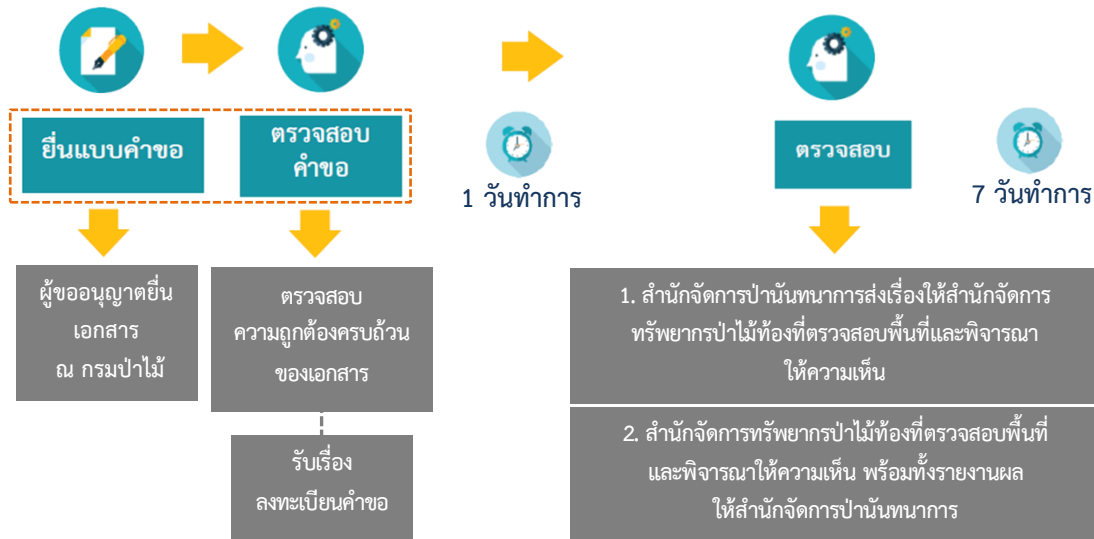 ยื่นแบบคำขอ
ตรวจสอบ
คำขอ
1 วันทำการ
ตรวจสอบ
7 วันทำการ
ผู้ขออนุญาตยื่น
เอกสาร
ณ กรมป่าไม้
ตรวจสอบ
ความถูกต้องครบถ้วน
ของเอกสาร
รับเรื่อง
ลงทะเบียนคำขอ
1. สำนักจัดการป่านันทนาการส่งเรื่องให้สำนักจัดการ
ทรัพยากรป่าไม้ท้องที่ตรวจสอบพื้นที่และพิจารณา
ให้ความเห็น
2. สำนักจัดการทรัพยากรป่าไม้ท้องที่ตรวจสอบพื้นที่
และพิจารณาให้ความเห็น พร้อมทั้งรายงานผล
ให้สำนักจัดการป่านันทนาการ